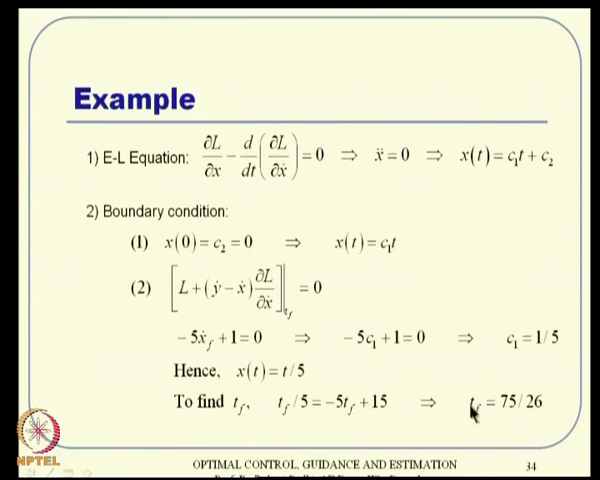 Example
1) E-L Equation: ∂L/∂x − d/dt(∂L/∂ẋ) = 0 ⇒ ẍ = 0 ⇒ x(t) = c₁t + c₂
2) Boundary condition:
(1) x(0) = c₂ = 0 ⇒ x(t) = c₁t
(2) [L + (ẏ − ẋ) ∂L/∂ẋ]|_{t_f} = 0
−5ẋ_f + 1 = 0 ⇒ −5c₁ + 1 = 0 ⇒ c₁ = 1/5
Hence, x(t) = t/5
To find t_f, t_f/5 = −5t_f + 15 ⇒ t_f = 75/26
NPTEL
OPTIMAL CONTROL, GUIDANCE AND ESTIMATION 34